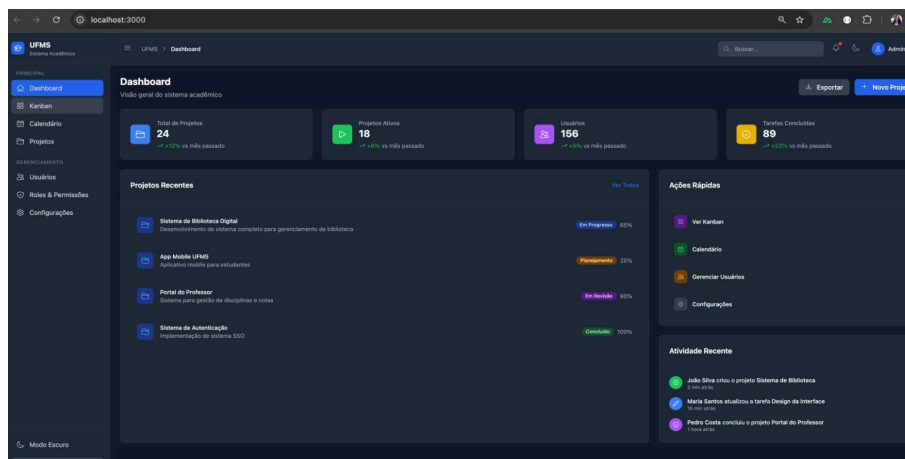 localhost:3000
UFMS
Sistema Acadêmico
UFMS > Dashboard
Buscar...
Admin
PRINCIPAL
Dashboard
Kanban
Calendário
Projetos
GERENCIAMENTO
Usuários
Roles & Permissões
Configurações
Modo Escuro
Dashboard
Visão geral do sistema acadêmico
Exportar
+ Novo Proje
Total de Projetos
24
+12% vs mês passado
Projetos Ativos
18
+8% vs mês passado
Usuários
156
+5% vs mês passado
Tarefas Concluídas
89
+23% vs mês passado
Projetos Recentes
Ver Todos
Sistema de Biblioteca Digital
Desenvolvimento de sistema completo para gerenciamento de biblioteca
Em Progresso 65%
App Mobile UFMS
Aplicativo mobile para estudantes
Planejamento 25%
Portal do Professor
Sistema para gestão de disciplinas e notas
Em Revisão 90%
Sistema de Autenticação
Implementação de sistema SSO
Concluído 100%
Ações Rápidas
Ver Kanban
Calendário
Gerenciar Usuários
Configurações
Atividade Recente
João Silva criou o projeto Sistema de Biblioteca
2 min atrás
Maria Santos atualizou a tarefa Design da Interface
15 min atrás
Pedro Costa concluiu o projeto Portal do Professor
1 hora atrás